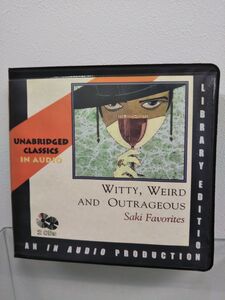 UNABRIDGED
CLASSICS
IN AUDIO
LIBRARY EDITION
WITTY, WEIRD
AND OUTRAGEOUS
Saki Favorites
2 CDs
AN IN AUDIO PRODUCTION